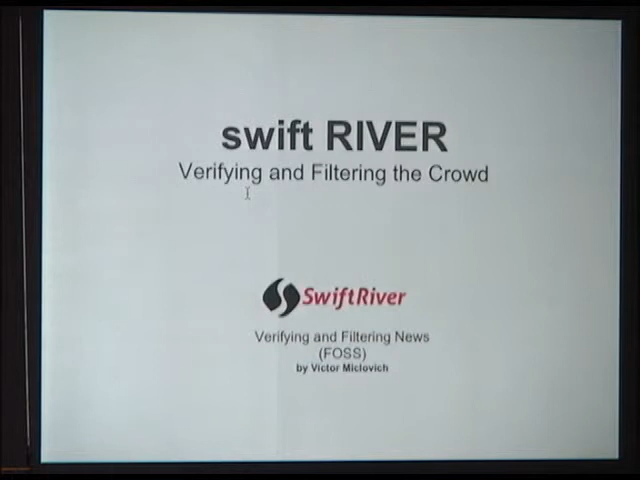 swift RIVER
Verifying and Filtering the Crowd
SwiftRiver
Verifying and Filtering News
(FOSS)
by Victor Miclovich